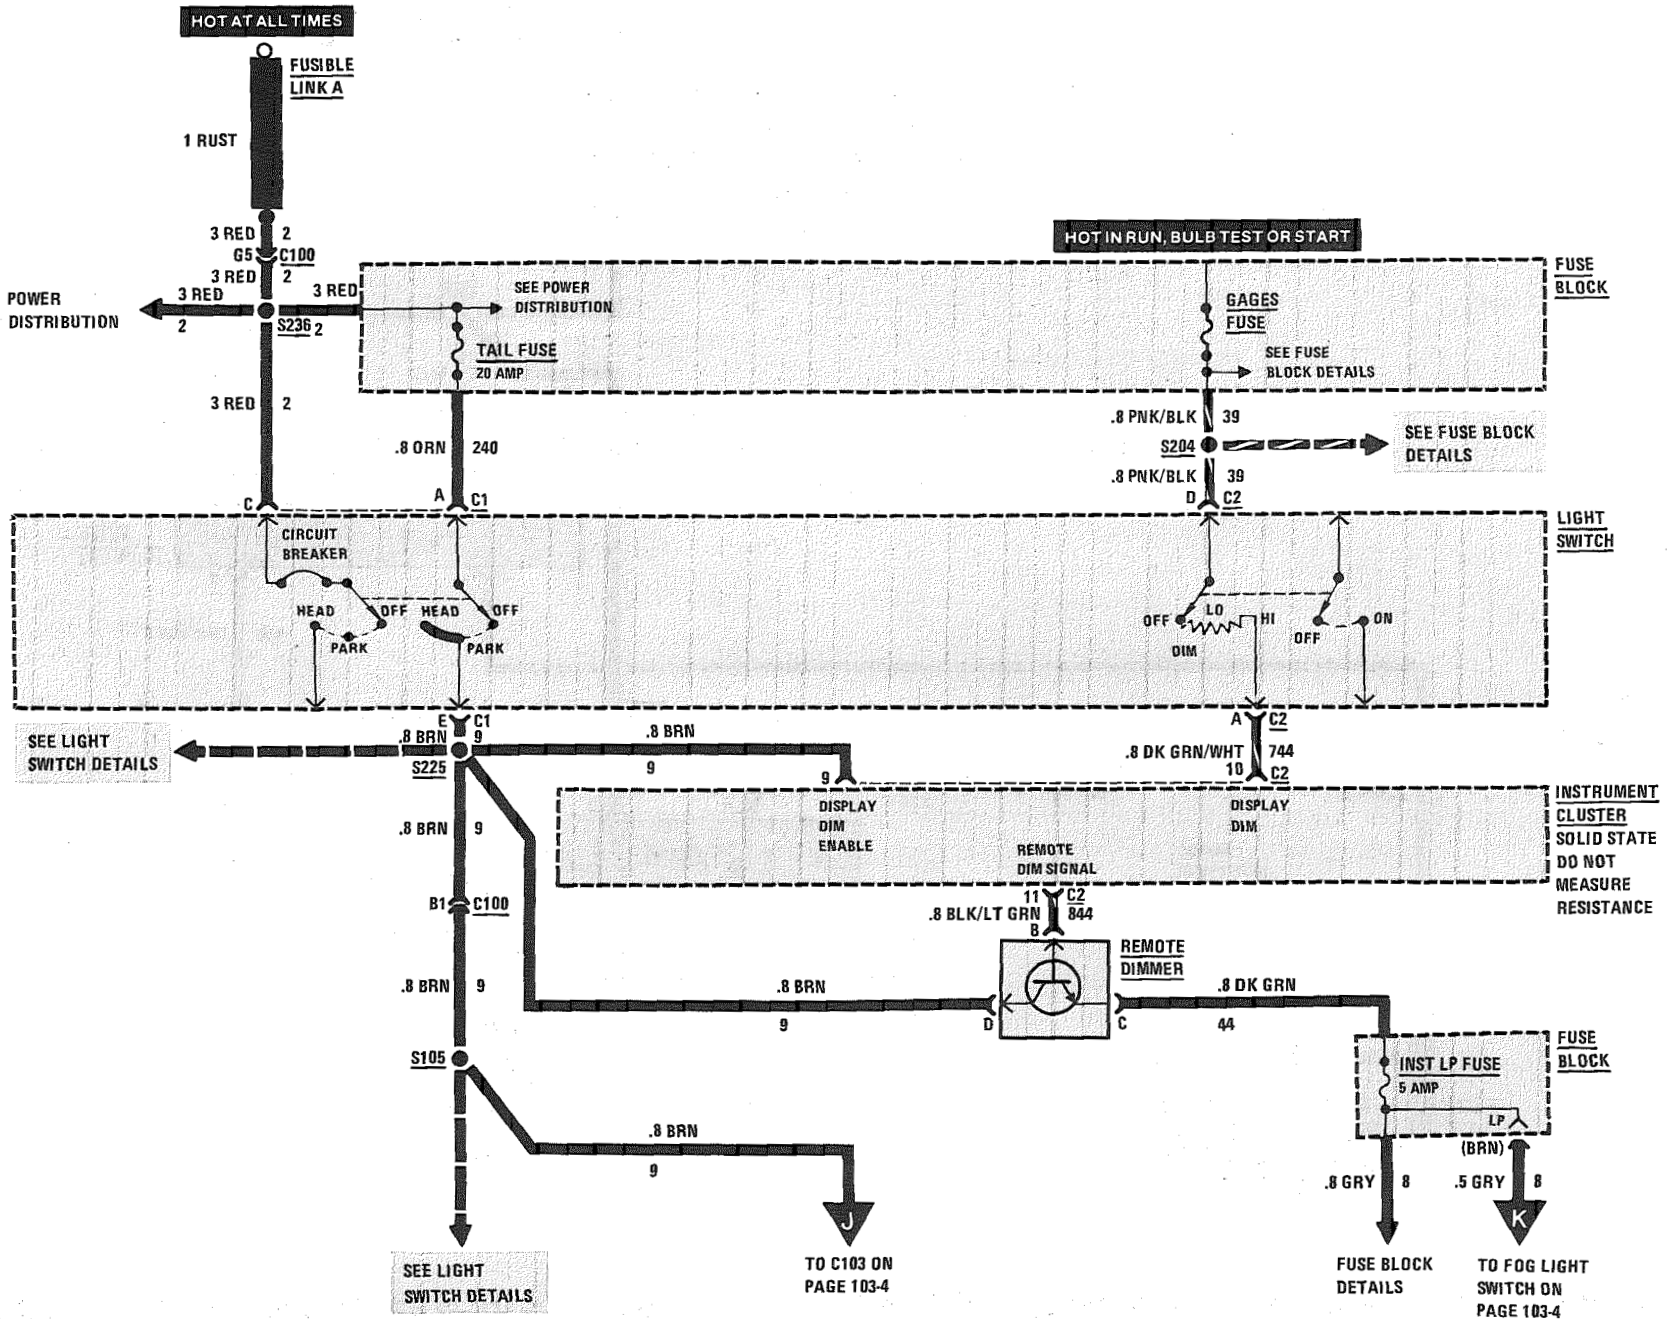 HOT AT ALL TIMES
FUSIBLE
LINK A
1 RUST
3 RED 2
G5 C100
3 RED 2
POWER
DISTRIBUTION
3 RED
2
3 RED
S236 2
SEE POWER
DISTRIBUTION
TAIL FUSE
20 AMP
HOT IN RUN, BULB TEST OR START
GAGES
FUSE
SEE FUSE
BLOCK DETAILS
FUSE
BLOCK
3 RED 2
.8 ORN 240
.8 PNK/BLK 39
S204
SEE FUSE BLOCK
DETAILS
.8 PNK/BLK 39
C
A C1
D C2
LIGHT
SWITCH
CIRCUIT
BREAKER
HEAD OFF
PARK
HEAD OFF
PARK
OFF LO HI
DIM
OFF ON
E C1
.8 BRN 9
S225
SEE LIGHT
SWITCH DETAILS
.8 BRN
9
9
A C2
.8 DK GRN/WHT 744
10 C2
DISPLAY
DIM
ENABLE
DISPLAY
DIM
REMOTE
DIM SIGNAL
INSTRUMENT
CLUSTER
SOLID STATE
DO NOT
MEASURE
RESISTANCE
.8 BRN 9
B1 C100
11 C2
.8 BLK/LT GRN 844
B
REMOTE
DIMMER
.8 BRN 9
.8 BRN
9
D
C
.8 DK GRN
44
S105
FUSE
BLOCK
INST LP FUSE
5 AMP
LP
(BRN)
.8 BRN
9
.8 GRY 8
.5 GRY 8
J
K
SEE LIGHT
SWITCH DETAILS
TO C103 ON
PAGE 103-4
FUSE BLOCK
DETAILS
TO FOG LIGHT
SWITCH ON
PAGE 103-4